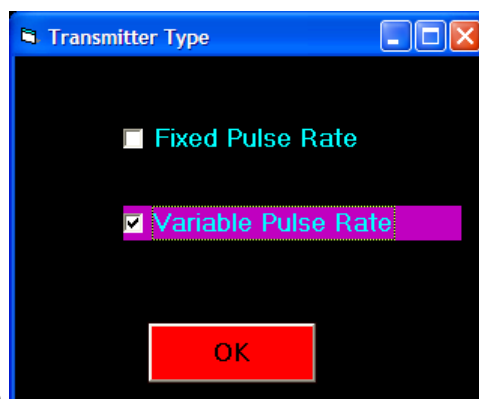 Transmitter Type
Fixed Pulse Rate
Variable Pulse Rate
OK